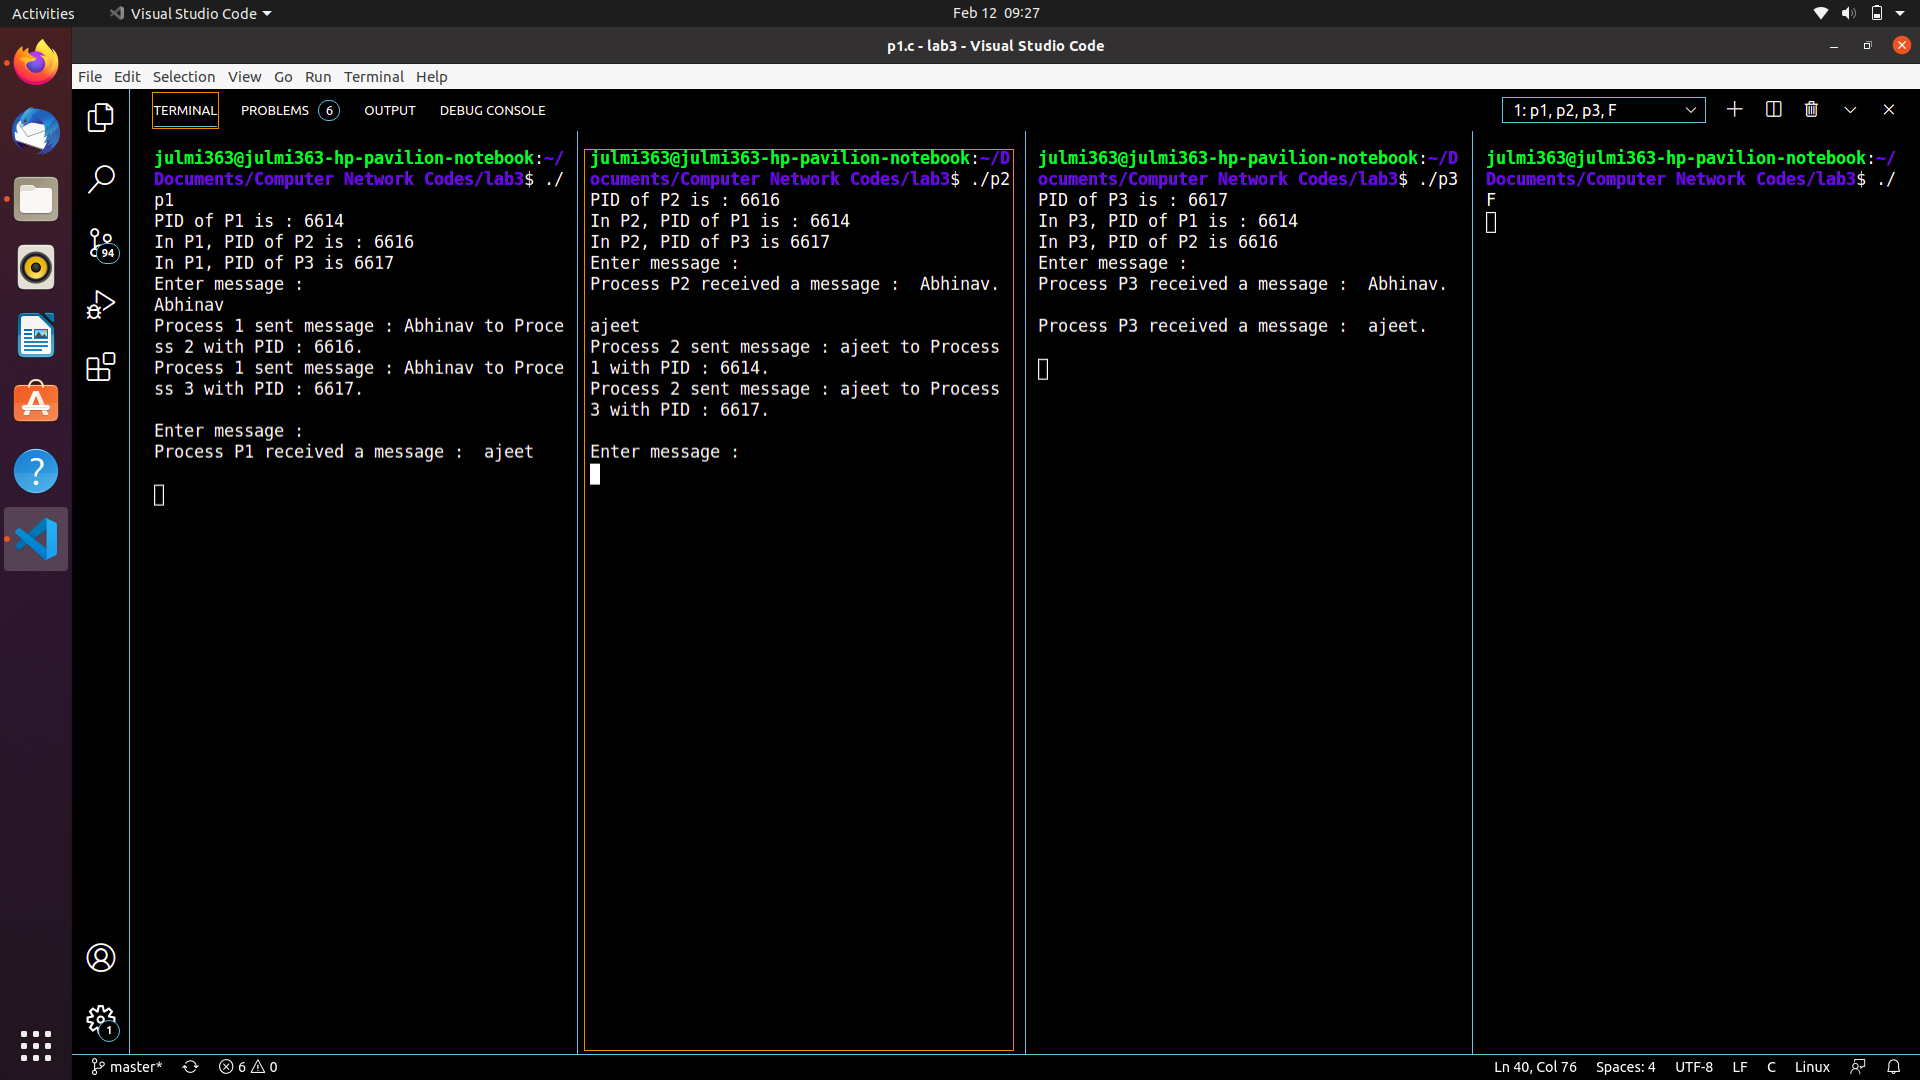 Activities
Visual Studio Code
Feb 12 09:27
p1.c - lab3 - Visual Studio Code
File Edit Selection View Go Run Terminal Help
TERMINAL PROBLEMS 6 OUTPUT DEBUG CONSOLE
1: p1, p2, p3, F
94
1
julmi363@julmi363-hp-pavilion-notebook:~/
Documents/Computer Network Codes/lab3$ ./
p1
PID of P1 is : 6614
In P1, PID of P2 is : 6616
In P1, PID of P3 is 6617
Enter message :
Abhinav
Process 1 sent message : Abhinav to Proce
ss 2 with PID : 6616.
Process 1 sent message : Abhinav to Proce
ss 3 with PID : 6617.
Enter message :
Process P1 received a message :  ajeet
julmi363@julmi363-hp-pavilion-notebook:~/D
ocuments/Computer Network Codes/lab3$ ./p2
PID of P2 is : 6616
In P2, PID of P1 is : 6614
In P2, PID of P3 is 6617
Enter message :
Process P2 received a message :  Abhinav.
ajeet
Process 2 sent message : ajeet to Process
1 with PID : 6614.
Process 2 sent message : ajeet to Process
3 with PID : 6617.
Enter message :
julmi363@julmi363-hp-pavilion-notebook:~/D
ocuments/Computer Network Codes/lab3$ ./p3
PID of P3 is : 6617
In P3, PID of P1 is : 6614
In P3, PID of P2 is 6616
Enter message :
Process P3 received a message :  Abhinav.
Process P3 received a message :  ajeet.
julmi363@julmi363-hp-pavilion-notebook:~/
Documents/Computer Network Codes/lab3$ ./
F
master* 6 0
Ln 40, Col 76 Spaces: 4 UTF-8 LF C Linux